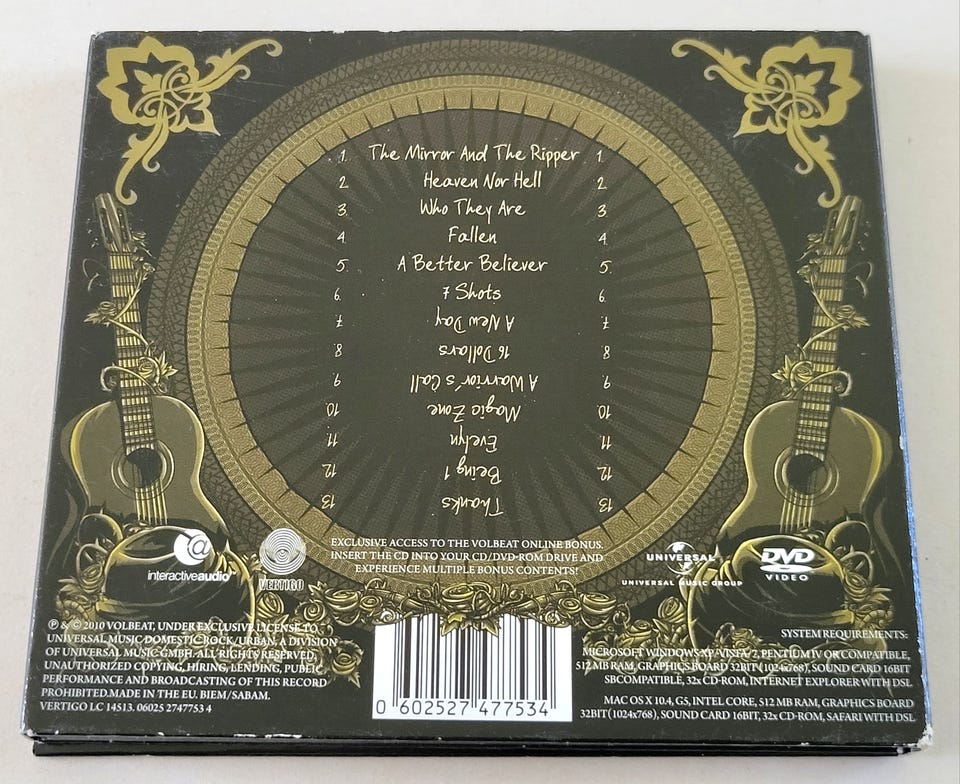 1. The Mirror And The Ripper 1.
2. Heaven Nor Hell 2.
3. Who They Are 3.
4. Fallen 4.
5. A Better Believer 5.
6. 7 Shots 6.
7. A New Day 7.
8. 16 Dollars 8.
9. A Warrior's Call 9.
10. Magic Zone 10.
11. Evelyn 11.
12. Being 1 12.
13. Thanks 13.
EXCLUSIVE ACCESS TO THE VOLBEAT ONLINE BONUS.
INSERT THE CD INTO YOUR CD/DVD-ROM DRIVE AND
EXPERIENCE MULTIPLE BONUS CONTENTS!
@
interactiveaudio
VERTIGO
UNIVERSAL
UNIVERSAL MUSIC GROUP
DVD
VIDEO
℗ & © 2010 VOLBEAT, UNDER EXCLUSIVE LICENSE TO
UNIVERSAL MUSIC DOMESTIC ROCK/URBAN, A DIVISION
OF UNIVERSAL MUSIC GMBH. ALL RIGHTS RESERVED.
UNAUTHORIZED COPYING, HIRING, LENDING, PUBLIC
PERFORMANCE AND BROADCASTING OF THIS RECORD
PROHIBITED.MADE IN THE EU. BIEM/SABAM.
VERTIGO LC 14513. 06025 2747753 4
0 602527 477534
SYSTEM REQUIREMENTS:
MICROSOFT WINDOWS XP/VISTA/7, PENTIUM IV OR COMPATIBLE,
512 MB RAM, GRAPHICS BOARD 32BIT (1024x768), SOUND CARD 16BIT
SBCOMPATIBLE, 32x CD-ROM, INTERNET EXPLORER WITH DSL
MAC OS X 10.4, G5, INTEL CORE, 512 MB RAM, GRAPHICS BOARD
32BIT (1024x768), SOUND CARD 16BIT, 32x CD-ROM, SAFARI WITH DSL